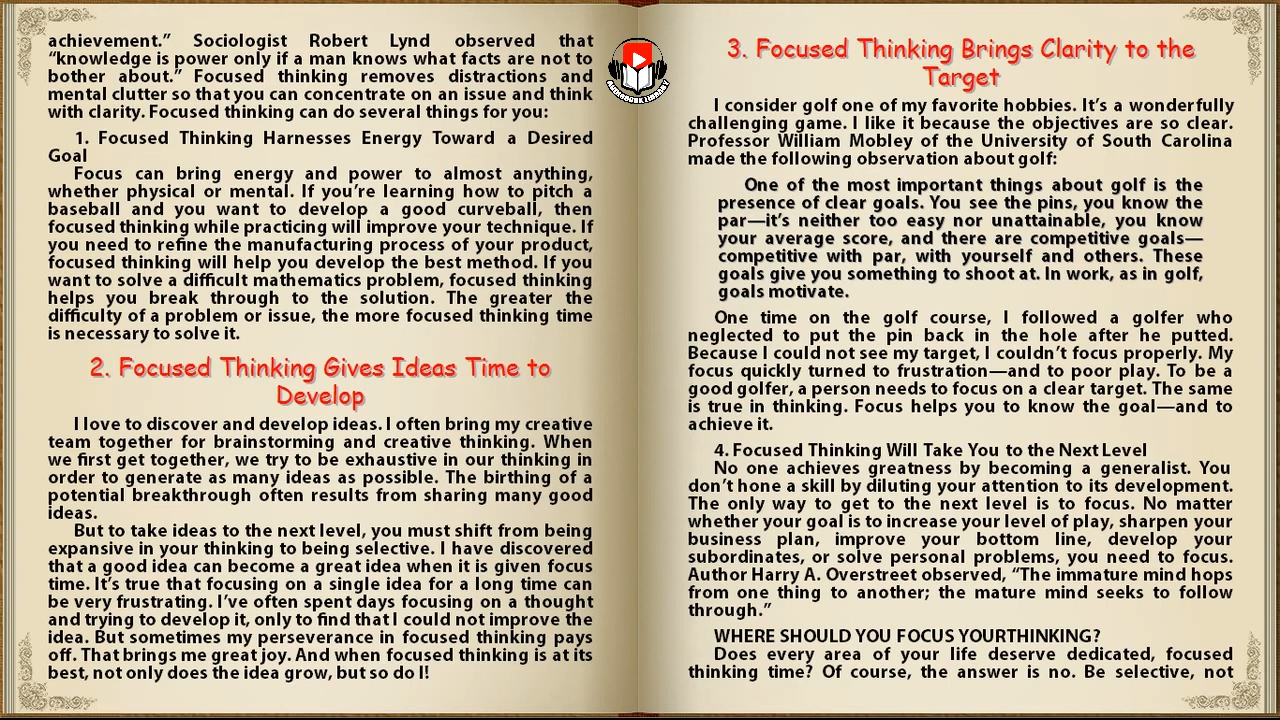 achievement.” Sociologist Robert Lynd observed that
“knowledge is power only if a man knows what facts are not to
bother about.” Focused thinking removes distractions and
mental clutter so that you can concentrate on an issue and think
with clarity. Focused thinking can do several things for you:
1. Focused Thinking Harnesses Energy Toward a Desired
Goal
Focus can bring energy and power to almost anything,
whether physical or mental. If you’re learning how to pitch a
baseball and you want to develop a good curveball, then
focused thinking while practicing will improve your technique. If
you need to refine the manufacturing process of your product,
focused thinking will help you develop the best method. If you
want to solve a difficult mathematics problem, focused thinking
helps you break through to the solution. The greater the
difficulty of a problem or issue, the more focused thinking time
is necessary to solve it.
2. Focused Thinking Gives Ideas Time to
Develop
I love to discover and develop ideas. I often bring my creative
team together for brainstorming and creative thinking. When
we first get together, we try to be exhaustive in our thinking in
order to generate as many ideas as possible. The birthing of a
potential breakthrough often results from sharing many good
ideas.
But to take ideas to the next level, you must shift from being
expansive in your thinking to being selective. I have discovered
that a good idea can become a great idea when it is given focus
time. It’s true that focusing on a single idea for a long time can
be very frustrating. I’ve often spent days focusing on a thought
and trying to develop it, only to find that I could not improve the
idea. But sometimes my perseverance in focused thinking pays
off. That brings me great joy. And when focused thinking is at its
best, not only does the idea grow, but so do I!
AUDIOBOOK LIBRARY
3. Focused Thinking Brings Clarity to the
Target
I consider golf one of my favorite hobbies. It’s a wonderfully
challenging game. I like it because the objectives are so clear.
Professor William Mobley of the University of South Carolina
made the following observation about golf:
One of the most important things about golf is the
presence of clear goals. You see the pins, you know the
par—it’s neither too easy nor unattainable, you know
your average score, and there are competitive goals—
competitive with par, with yourself and others. These
goals give you something to shoot at. In work, as in golf,
goals motivate.
One time on the golf course, I followed a golfer who
neglected to put the pin back in the hole after he putted.
Because I could not see my target, I couldn’t focus properly. My
focus quickly turned to frustration—and to poor play. To be a
good golfer, a person needs to focus on a clear target. The same
is true in thinking. Focus helps you to know the goal—and to
achieve it.
4. Focused Thinking Will Take You to the Next Level
No one achieves greatness by becoming a generalist. You
don’t hone a skill by diluting your attention to its development.
The only way to get to the next level is to focus. No matter
whether your goal is to increase your level of play, sharpen your
business plan, improve your bottom line, develop your
subordinates, or solve personal problems, you need to focus.
Author Harry A. Overstreet observed, “The immature mind hops
from one thing to another; the mature mind seeks to follow
through.”
WHERE SHOULD YOU FOCUS YOURTHINKING?
Does every area of your life deserve dedicated, focused
thinking time? Of course, the answer is no. Be selective, not